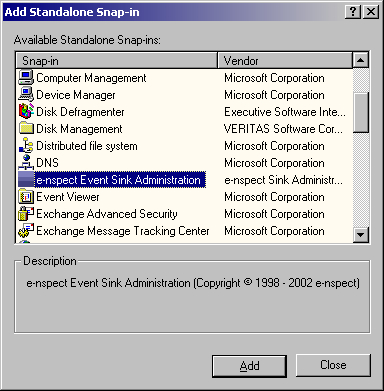 Add Standalone Snap-in
Available Standalone Snap-ins:
Snap-in Vendor
Computer Management Microsoft Corporation
Device Manager Microsoft Corporation
Disk Defragmenter Executive Software Inte...
Disk Management VERITAS Software Cor...
Distributed file system Microsoft Corporation
DNS Microsoft Corporation
e-nspect Event Sink Administration e-nspect Sink Administr...
Event Viewer Microsoft Corporation
Exchange Advanced Security Microsoft Corporation
Exchange Message Tracking Center Microsoft Corporation
Description
e-nspect Event Sink Administration (Copyright © 1998 - 2002 e-nspect)
Add Close